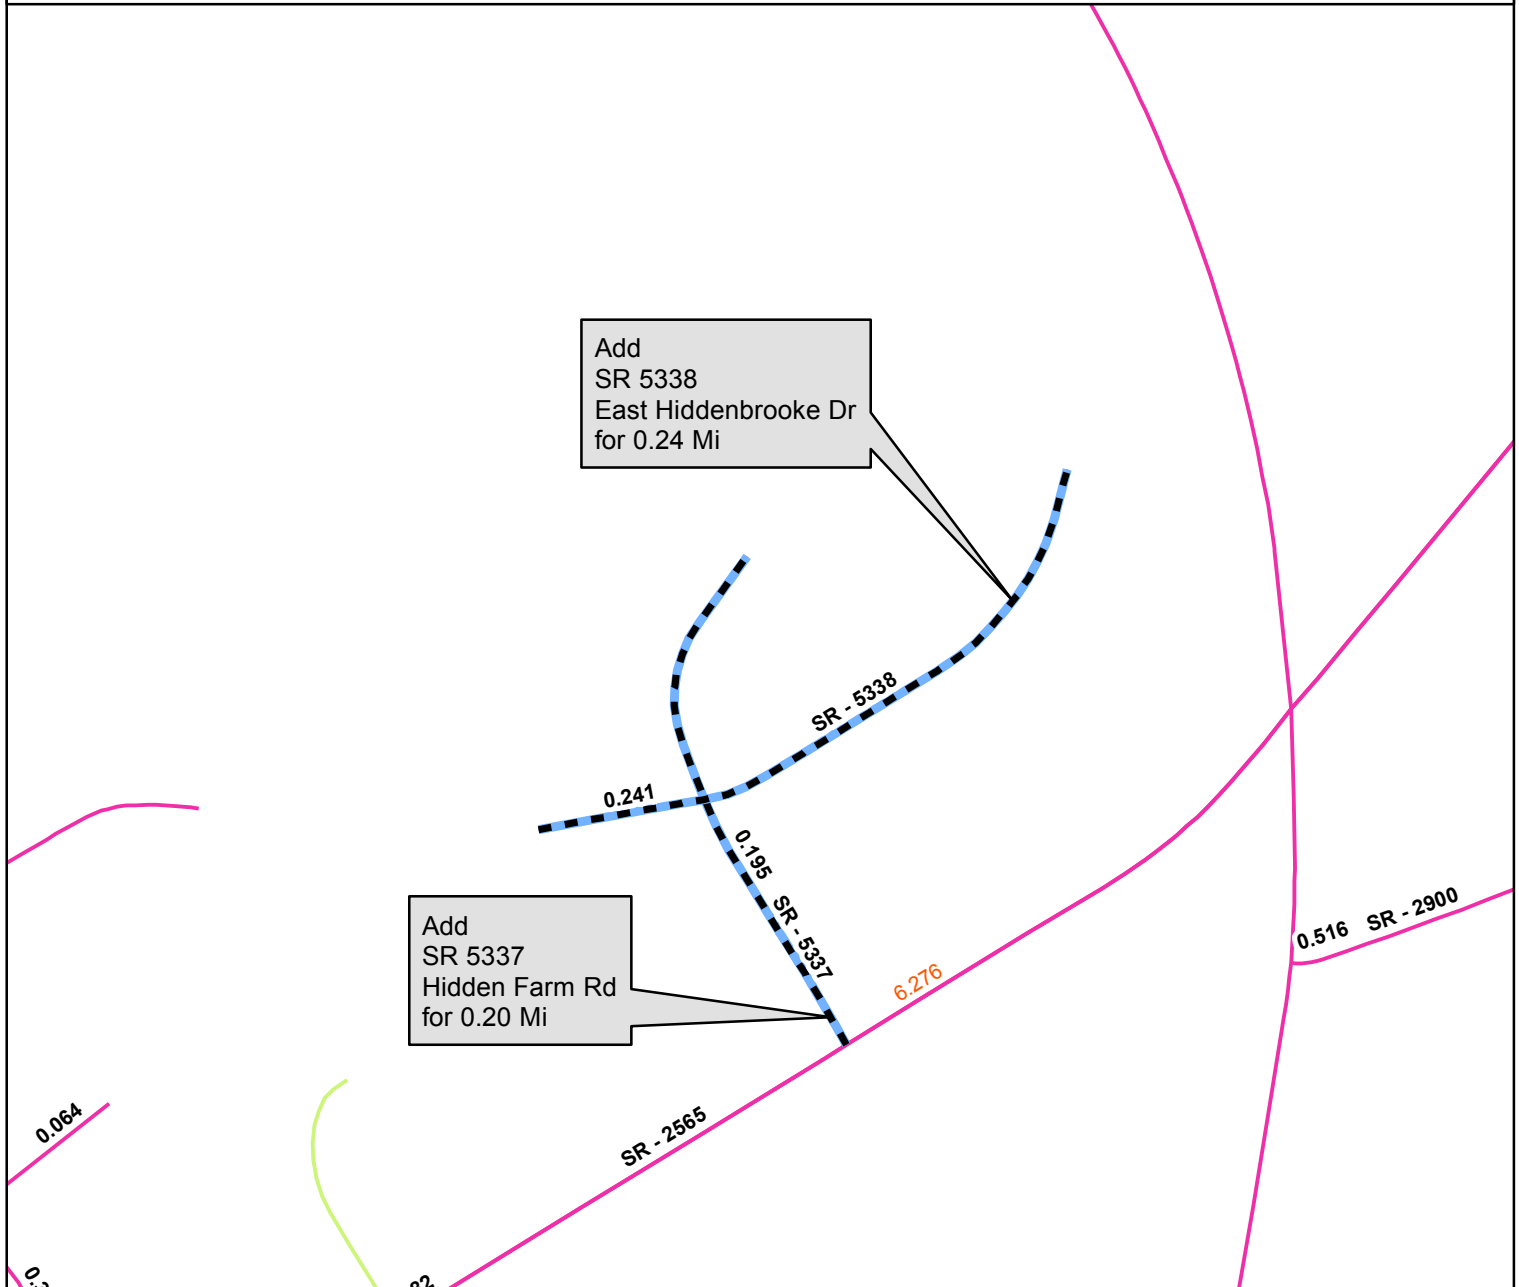 Add
SR 5338
East Hiddenbrooke Dr
for 0.24 Mi
SR - 5338
0.241
0.195 SR - 5337
Add
SR 5337
Hidden Farm Rd
for 0.20 Mi
0.516 SR - 2900
6.276
SR - 2565
0.064